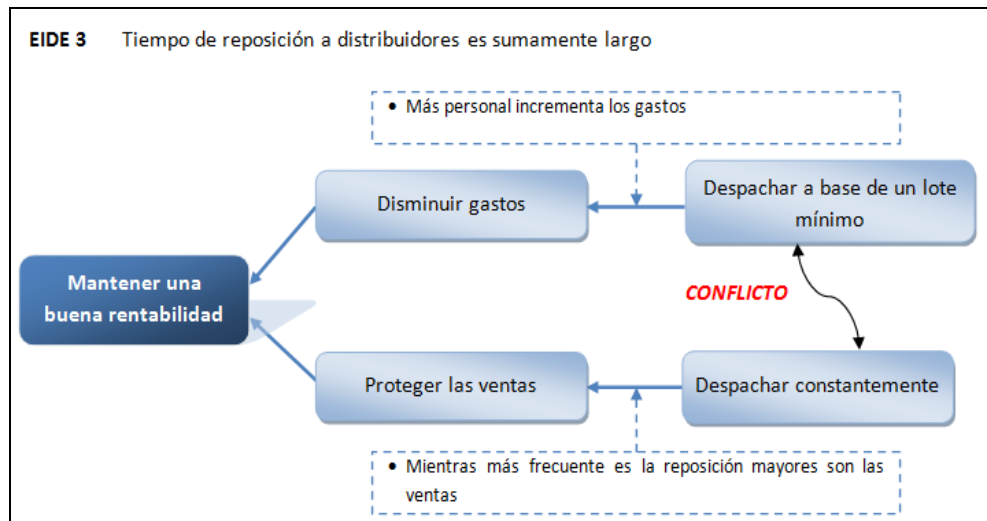 EIDE 3 Tiempo de reposición a distribuidores es sumamente largo
• Más personal incrementa los gastos
Disminuir gastos
Despachar a base de un lote
mínimo
Mantener una
buena rentabilidad
CONFLICTO
Proteger las ventas
Despachar constantemente
• Mientras más frecuente es la reposición mayores son las
ventas